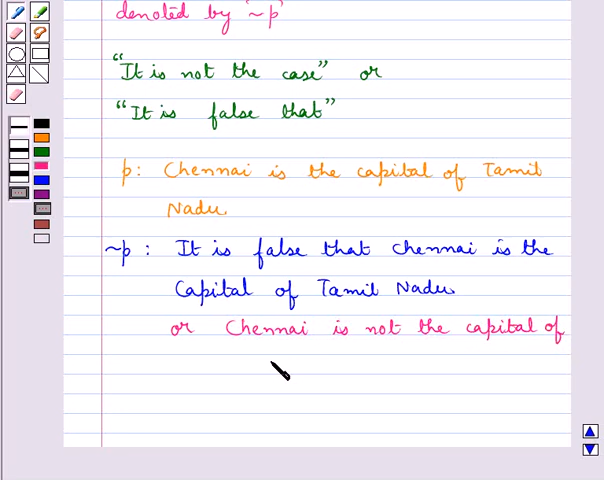 denoted by '~p'
"It is not the case" or
"It is false that"
p: Chennai is the capital of Tamil
Nadu.
~p: It is false that Chennai is the
Capital of Tamil Nadu.
or Chennai is not the capital of